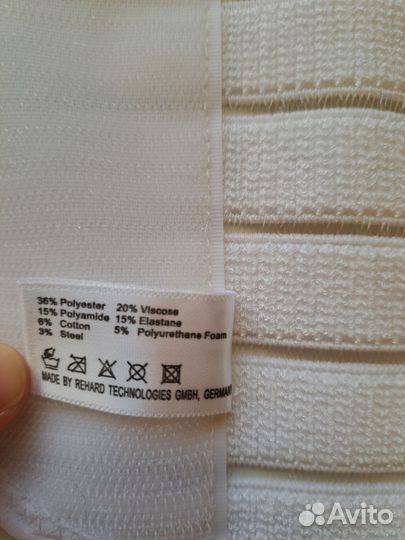 36% Polyester 20% Viscose
15% Polyamide 15% Elastane
6% Cotton 5% Polyurethane Foam
3% Steel
MADE BY REHARD TECHNOLOGIES GMBH, GERMANY
Avito